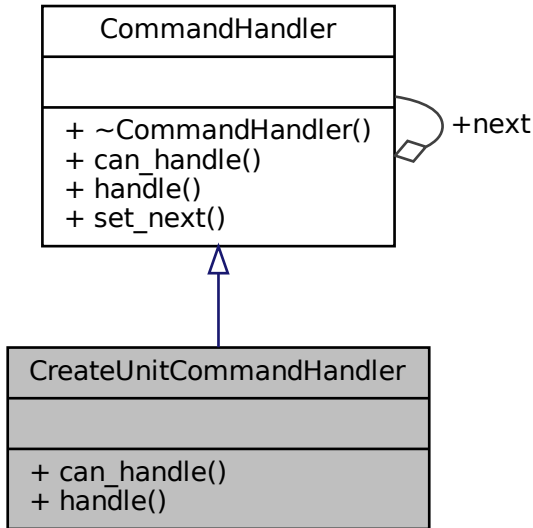 CommandHandler
+ ~CommandHandler()
+ can_handle()
+ handle()
+ set_next()
+next
CreateUnitCommandHandler
+ can_handle()
+ handle()